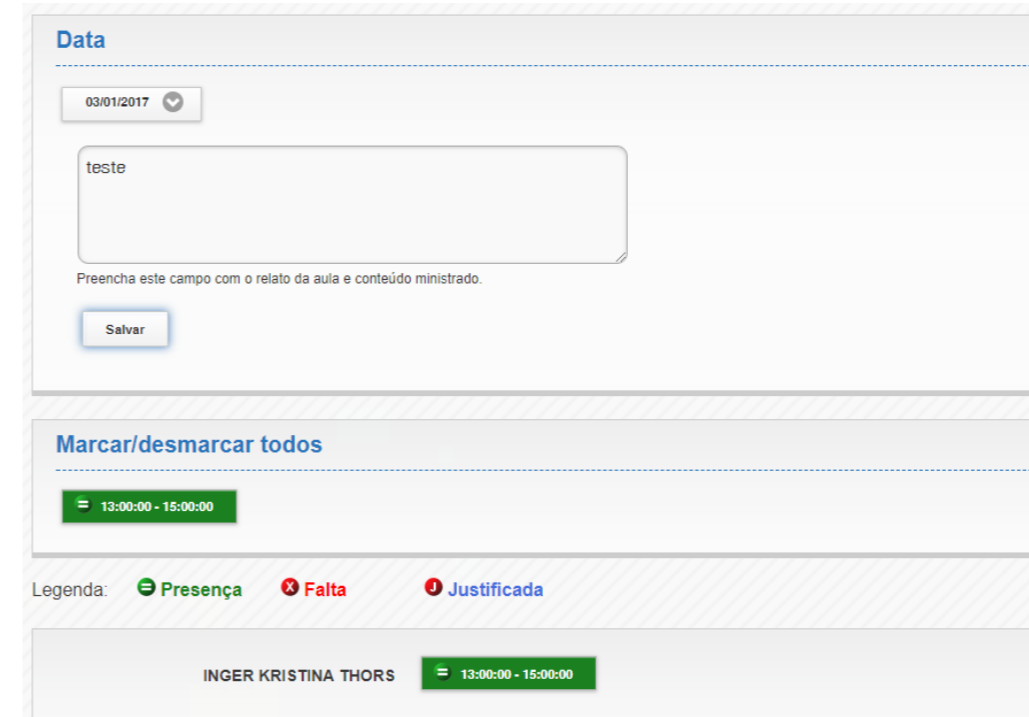 Data
03/01/2017
teste
Preencha este campo com o relato da aula e conteúdo ministrado.
Salvar
Marcar/desmarcar todos
= 13:00:00 - 15:00:00
Legenda: = Presença X Falta J Justificada
INGER KRISTINA THORS = 13:00:00 - 15:00:00